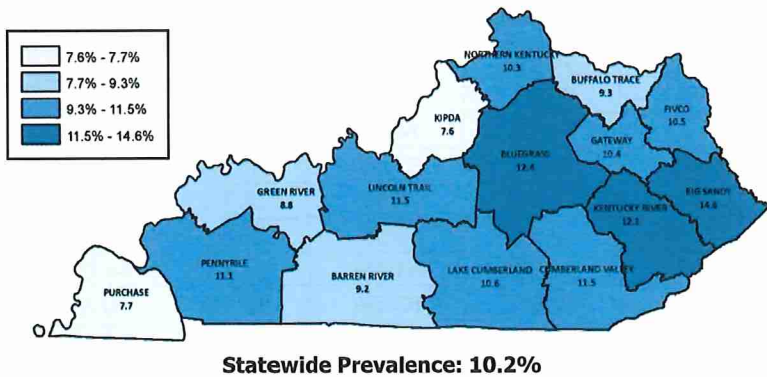 7.6% - 7.7%
7.7% - 9.3%
9.3% - 11.5%
11.5% - 14.6%
NORTHERN KENTUCKY
10.3
BUFFALO TRACE
9.3
FIVCO
10.5
KIPDA
7.6
GATEWAY
10.4
BLUEGRASS
12.4
BIG SANDY
14.6
GREEN RIVER
8.8
LINCOLN TRAIL
11.5
KENTUCKY RIVER
12.1
PENNYRILE
11.1
BARREN RIVER
9.2
LAKE CUMBERLAND
10.6
CUMBERLAND VALLEY
11.5
PURCHASE
7.7
Statewide Prevalence: 10.2%